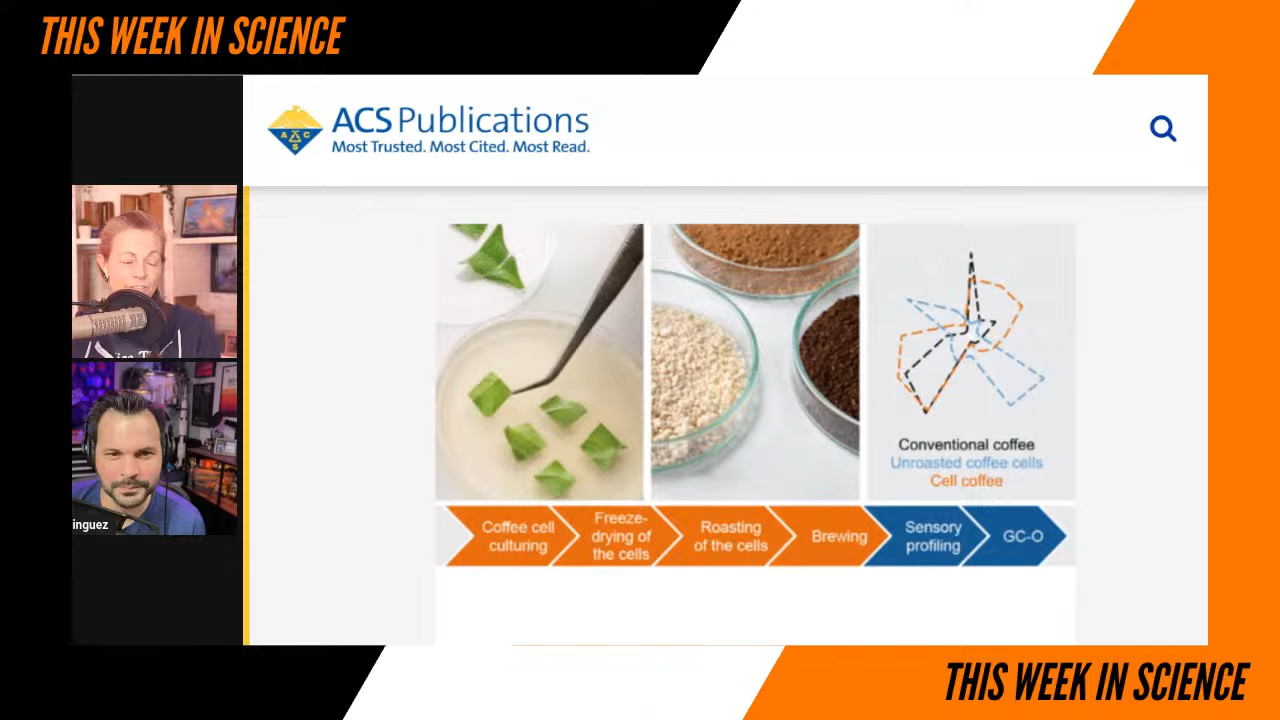 THIS WEEK IN SCIENCE
ACS Publications
Most Trusted. Most Cited. Most Read.
A C
S
inguez
Conventional coffee
Unroasted coffee cells
Cell coffee
Coffee cell
culturing
Freeze-
drying of
the cells
Roasting
of the cells
Brewing
Sensory
profiling
GC-O
THIS WEEK IN SCIENCE